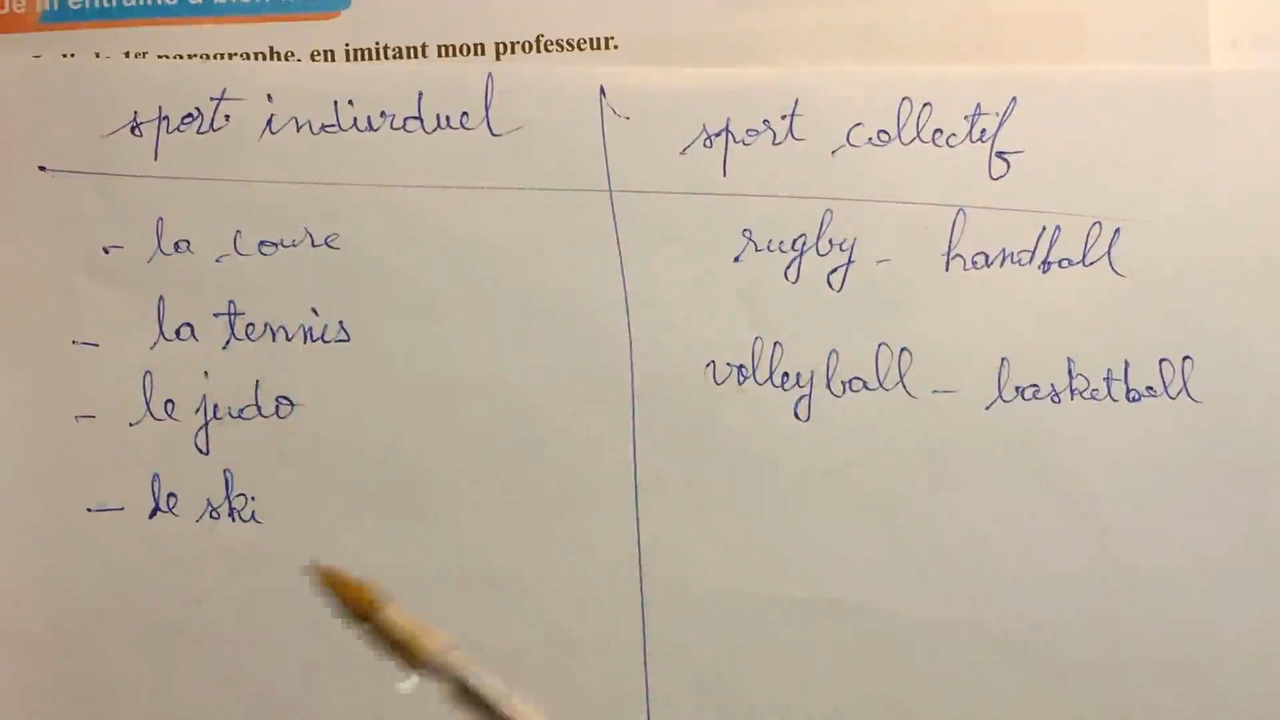 1er paragraphe, en imitant mon professeur.
sport indivduel
sport collectif
- la coure
rugby - handball
- la tennis
volleyball - basketball
- le judo
- le ski